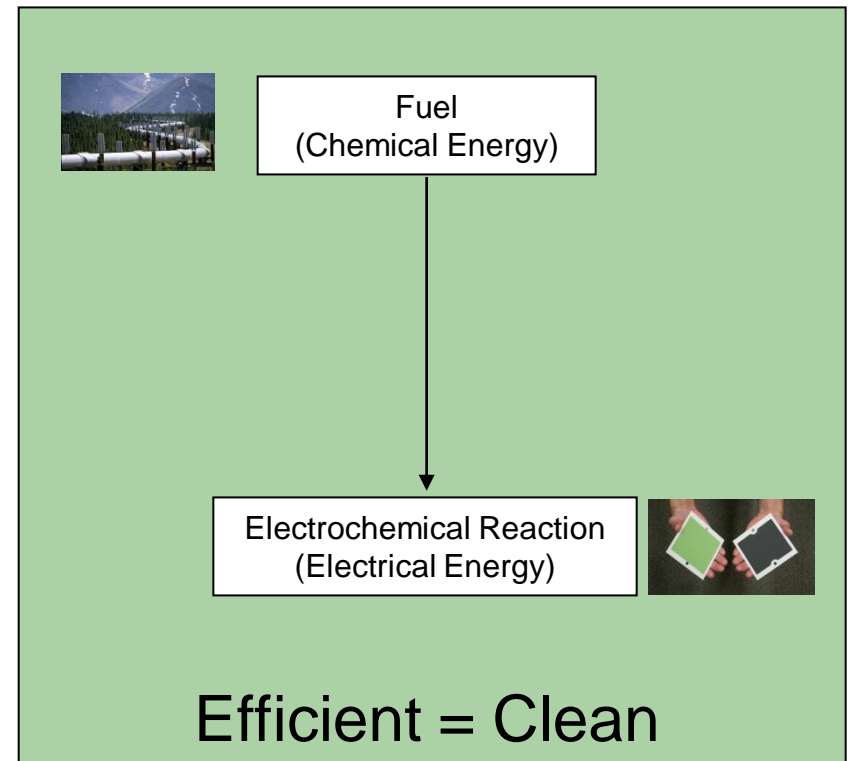 Fuel
(Chemical Energy)
Electrochemical Reaction
(Electrical Energy)
Efficient = Clean